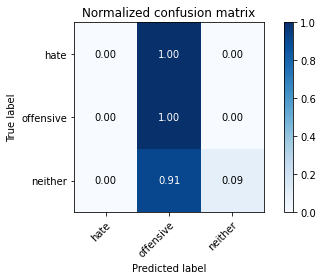 Normalized confusion matrix
True label
hate
0.00 1.00 0.00
offensive
0.00 1.00 0.00
neither
0.00 0.91 0.09
hate
offensive
neither
Predicted label
1.0
0.8
0.6
0.4
0.2
0.0